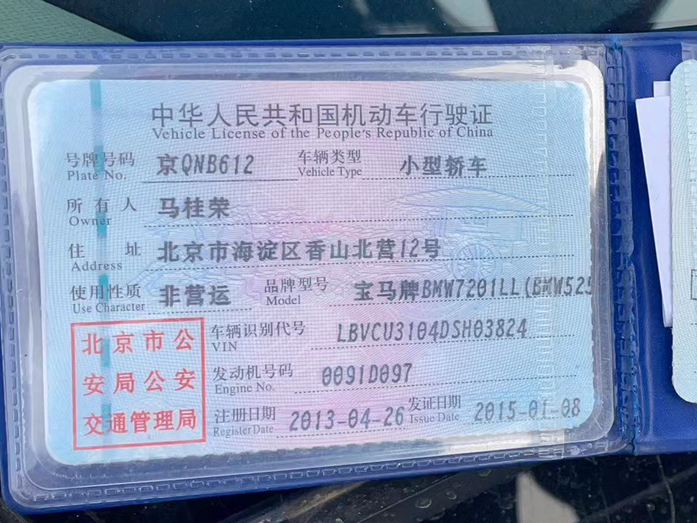 中华人民共和国机动车行驶证
Vehicle License of the People's Republic of China
号牌号码 京QNB612 车辆类型 小型轿车
Plate No. Vehicle Type
所有人 马桂荣
Owner
住址 北京市海淀区香山北营12号
Address
使用性质 非营运 品牌型号 宝马牌BMW7201LL(BMW525
Use Character Model
北京市公
安局公安
交通管理局
车辆识别代号 LBVCU3104DSH03824
VIN
发动机号码 0091D097
Engine No.
注册日期 2013-04-26 发证日期 2015-01-08
Register Date Issue Date